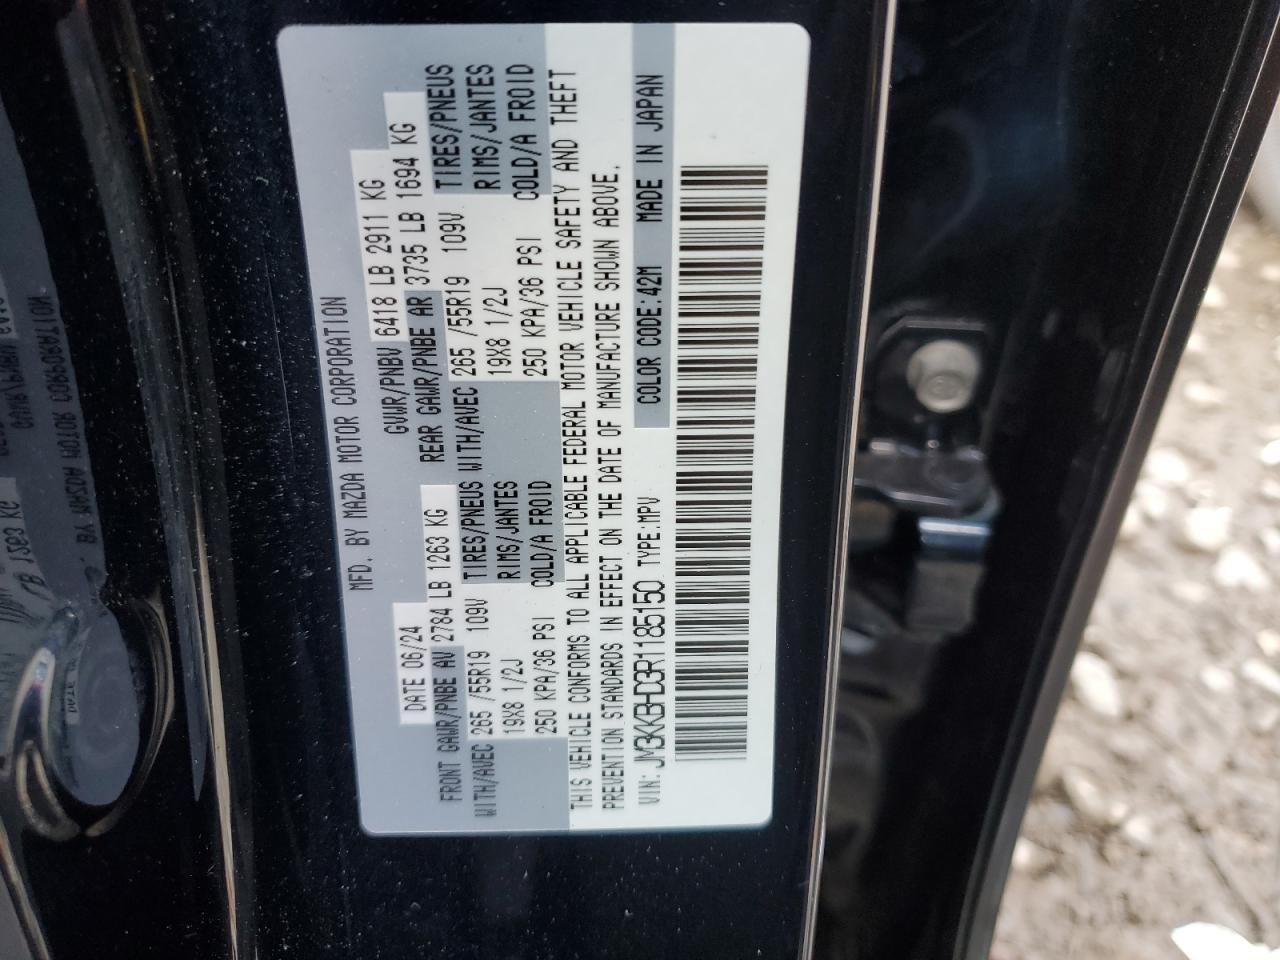 MFD. BY MAZDA MOTOR CORPORATION
DATE 06/24 GVWR/PNBV 6418 LB 2911 KG
FRONT GAWR/PNBE AV 2784 LB 1263 KG REAR GAWR/PNBE AR 3735 LB 1694 KG
WITH/AVEC 265 /55R19 109V TIRES/PNEUS WITH/AVEC 265 /55R19 109V TIRES/PNEUS
19X8 1/2J RIMS/JANTES 19X8 1/2J RIMS/JANTES
250 KPA/36 PSI COLD/A FROID 250 KPA/36 PSI COLD/A FROID
THIS VEHICLE CONFORMS TO ALL APPLICABLE FEDERAL MOTOR VEHICLE SAFETY AND THEFT
PREVENTION STANDARDS IN EFFECT ON THE DATE OF MANUFACTURE SHOWN ABOVE.
VIN: JM3KKBHD3R1185150 TYPE:MPV COLOR CODE:42M MADE IN JAPAN